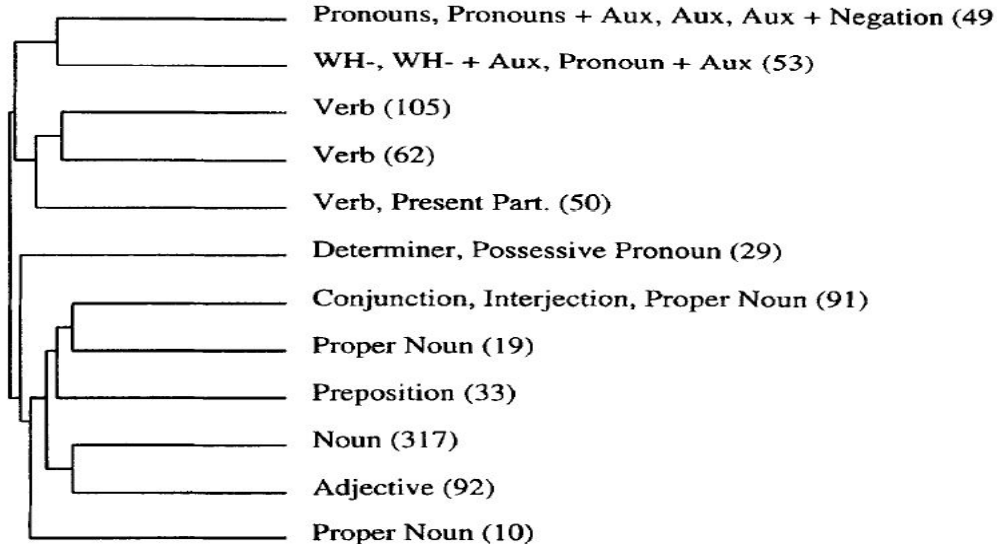 Pronouns, Pronouns + Aux, Aux, Aux + Negation (49
WH-, WH- + Aux, Pronoun + Aux (53)
Verb (105)
Verb (62)
Verb, Present Part. (50)
Determiner, Possessive Pronoun (29)
Conjunction, Interjection, Proper Noun (91)
Proper Noun (19)
Preposition (33)
Noun (317)
Adjective (92)
Proper Noun (10)